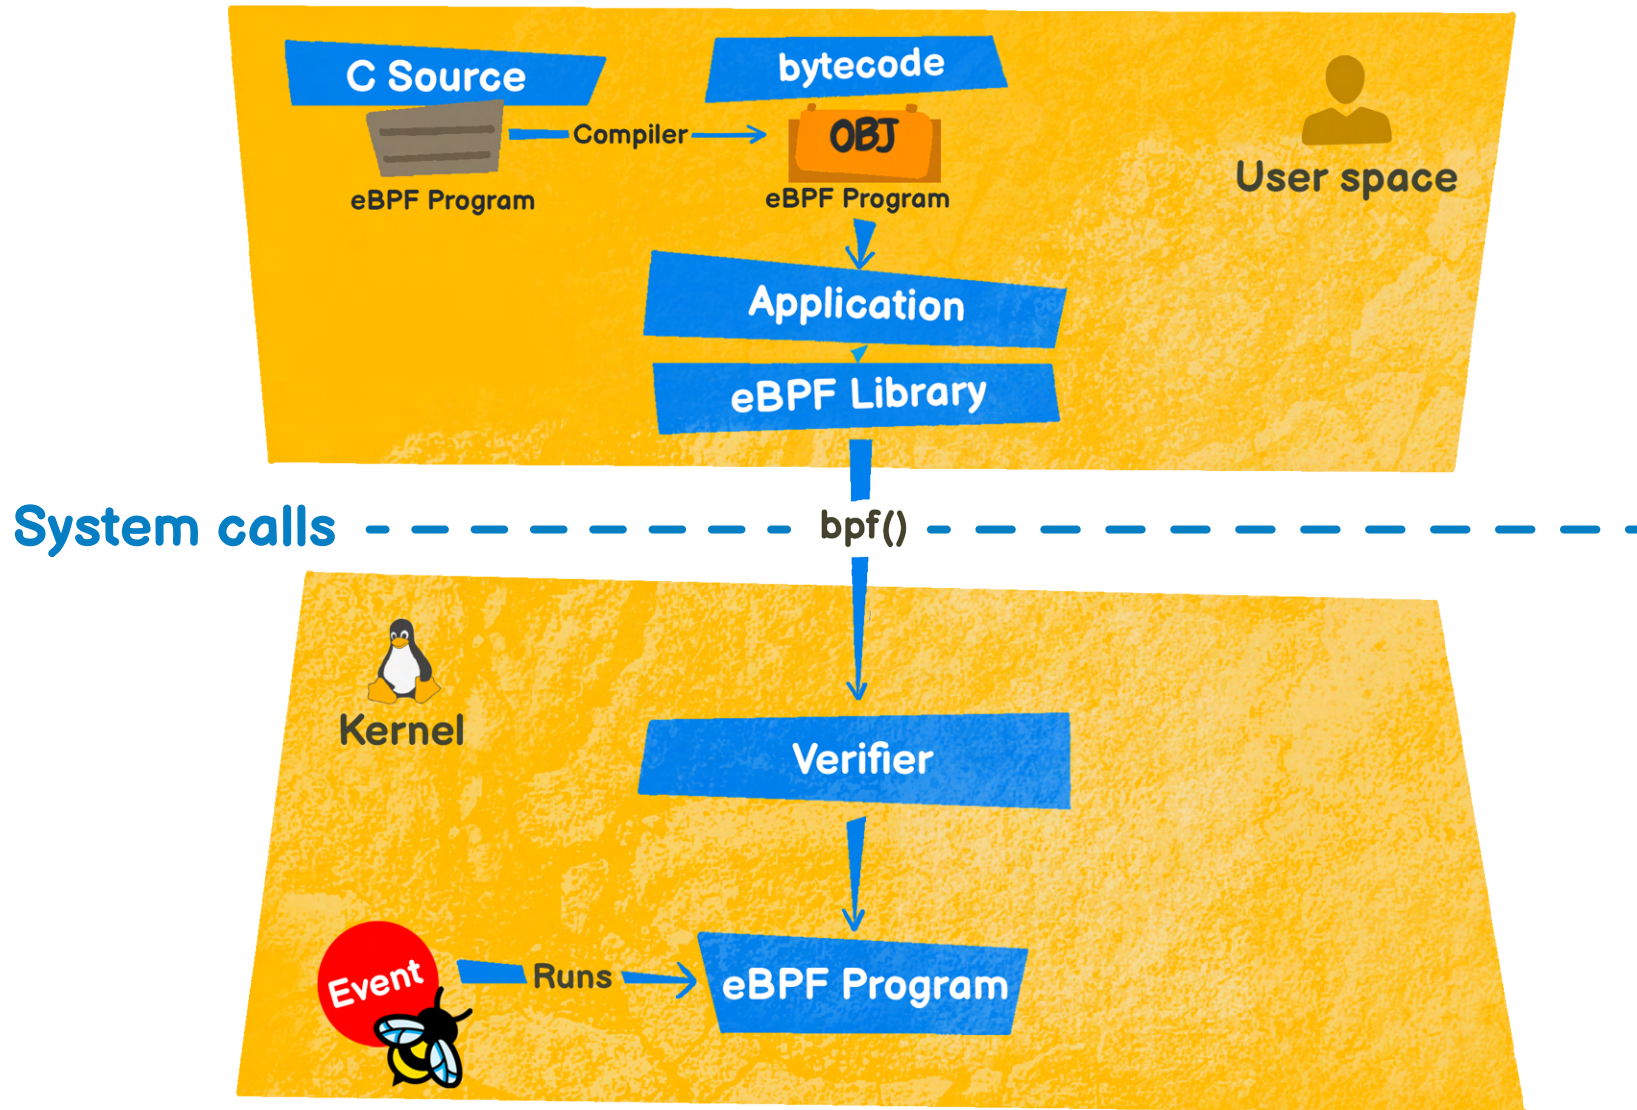 C Source
bytecode
Compiler
OBJ
eBPF Program
eBPF Program
User space
Application
eBPF Library
System calls
bpf()
Kernel
Verifier
Event
Runs
eBPF Program